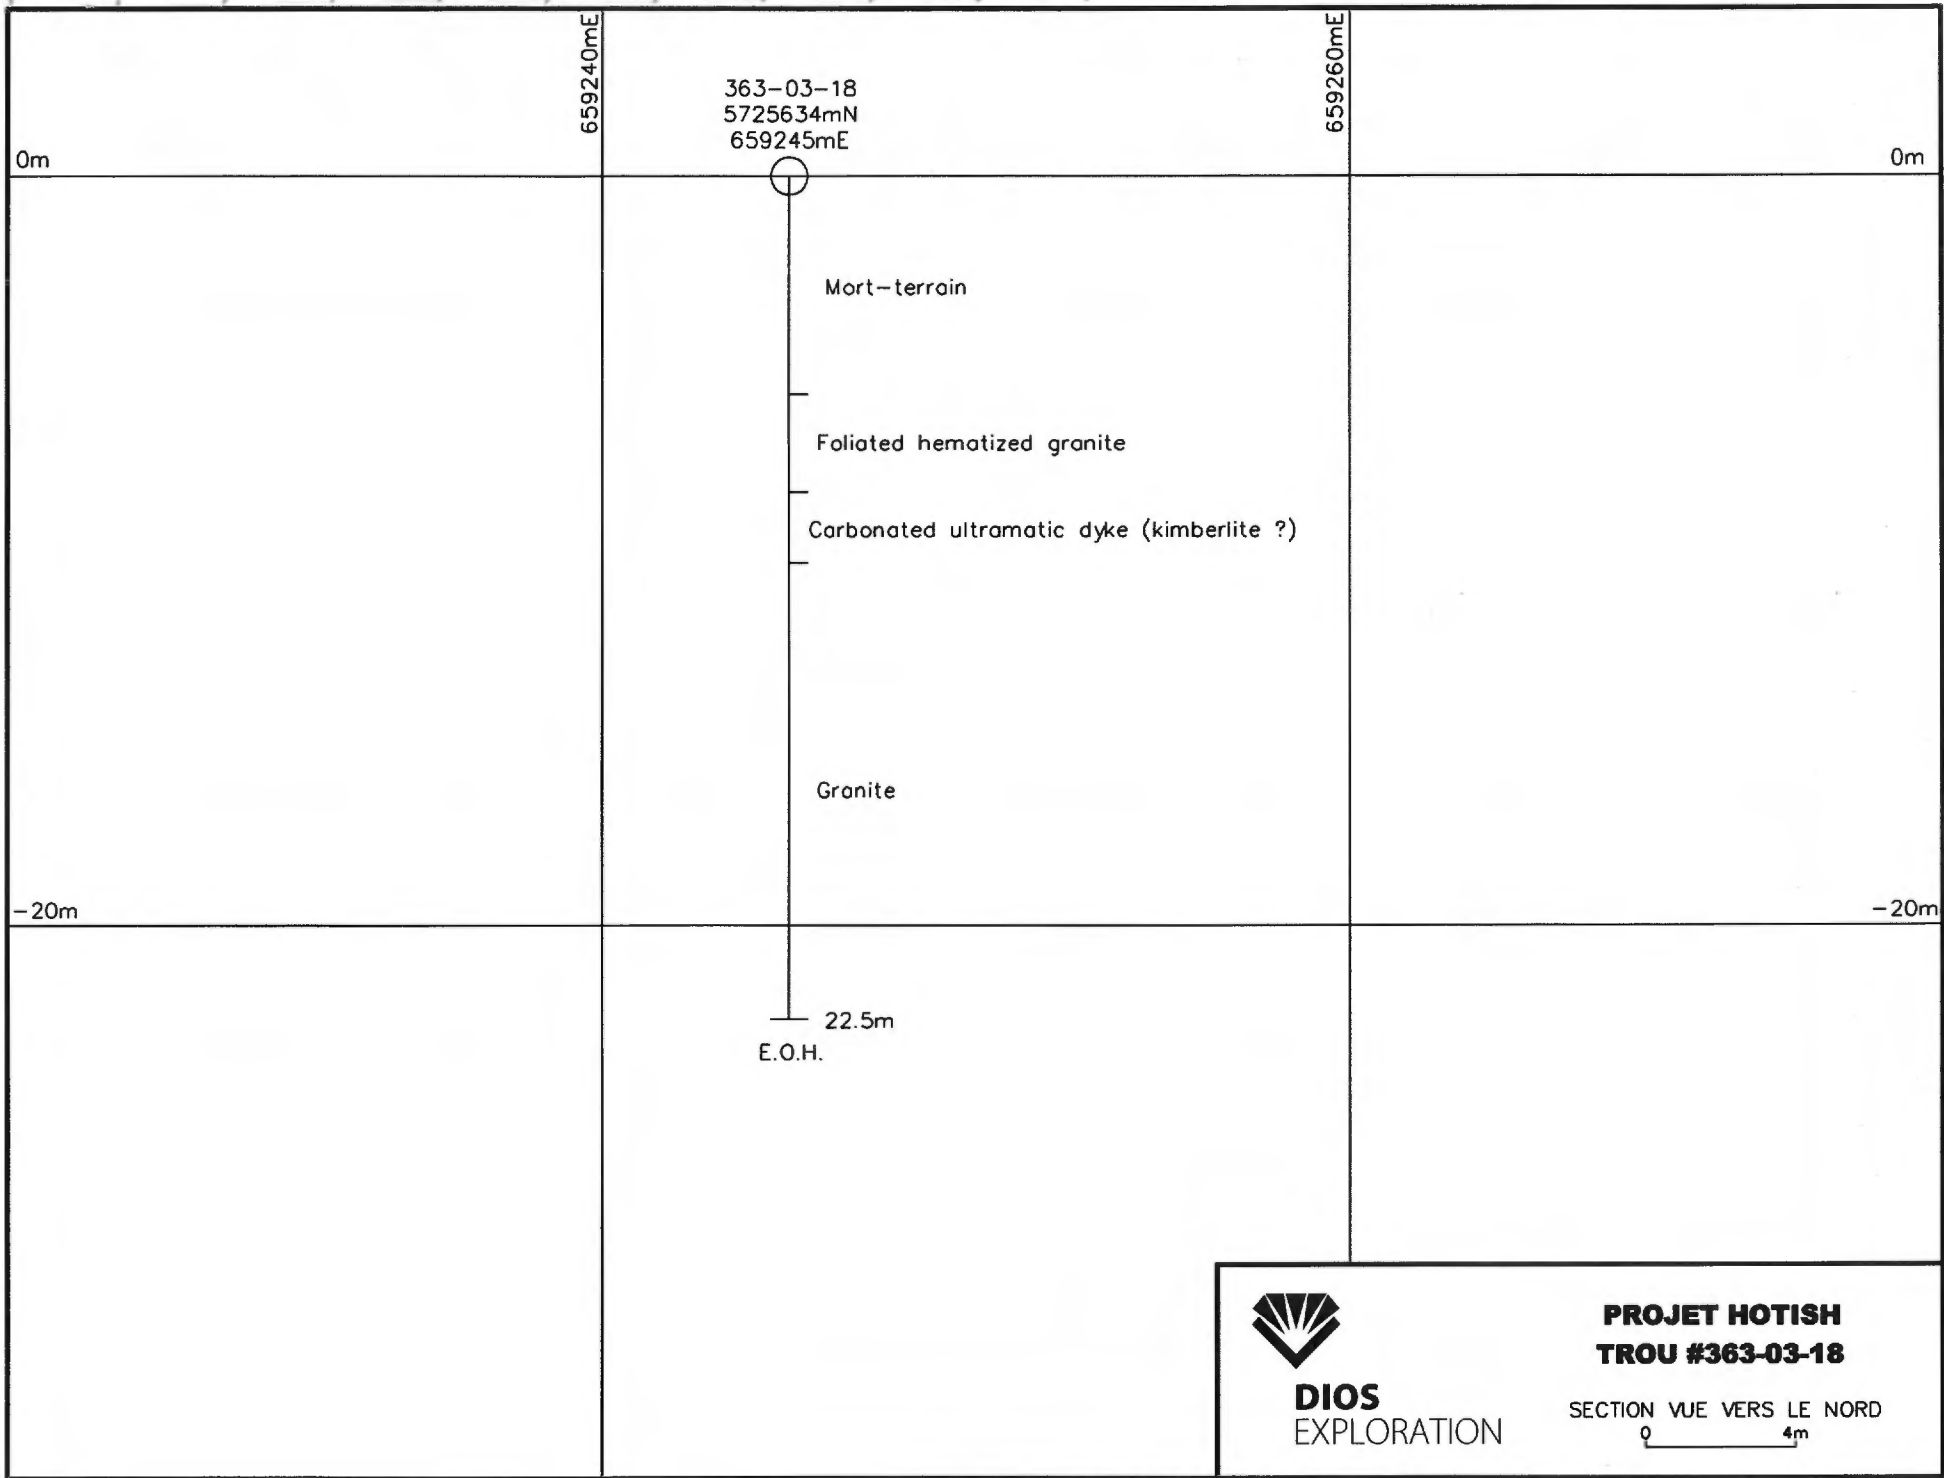 659240mE
659260mE
363-03-18
5725634mN
659245mE
0m
0m
Mort-terrain
Foliated hematized granite
Carbonated ultramatic dyke (kimberlite ?)
Granite
-20m
-20m
22.5m
E.O.H.
DIOS
EXPLORATION
PROJET HOTISH
TROU #363-03-18
SECTION VUE VERS LE NORD
0 4m